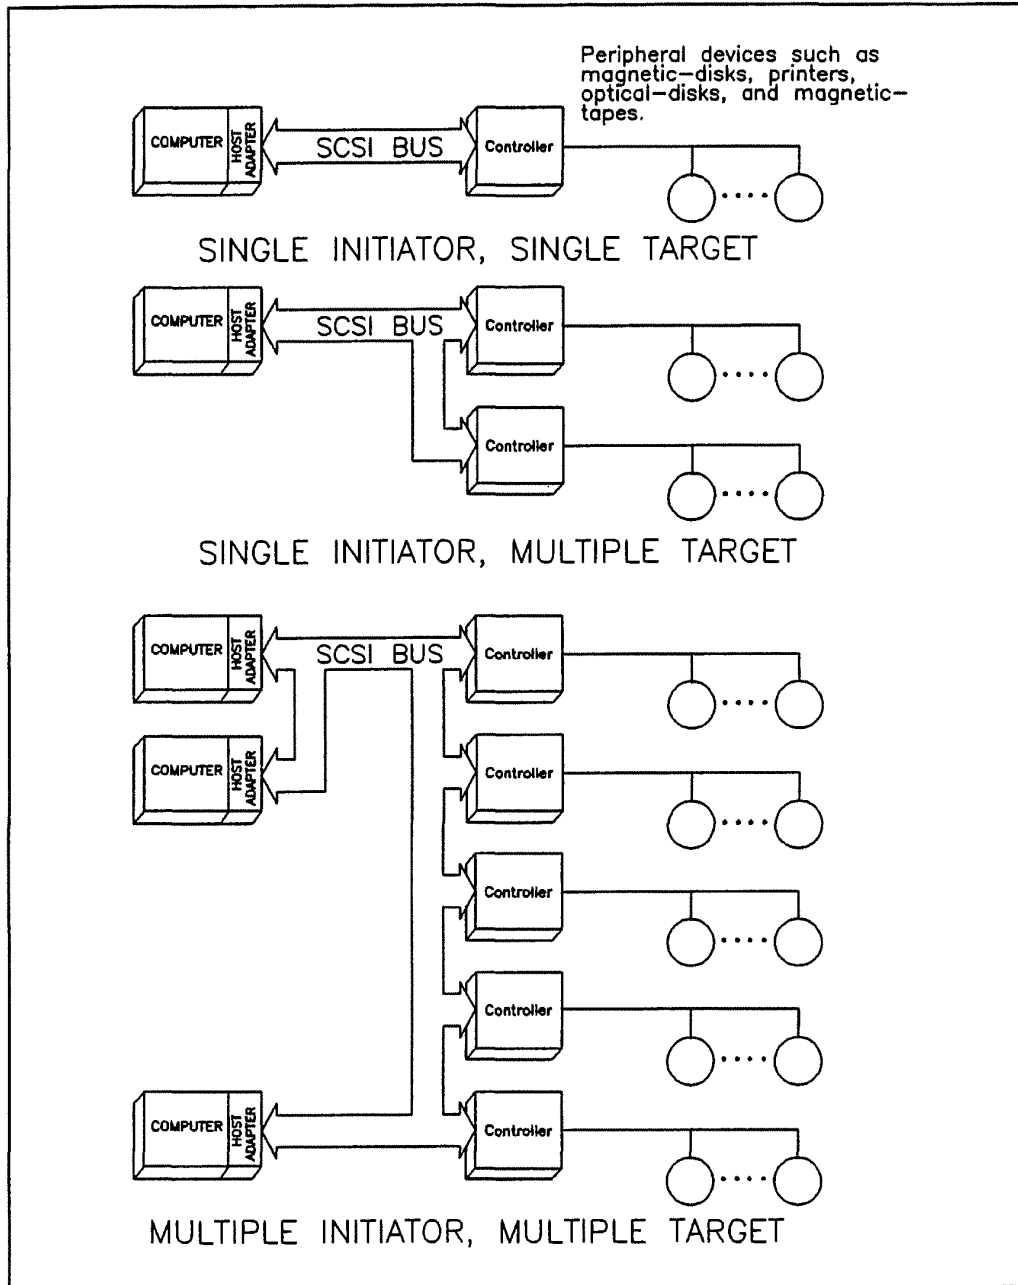 Peripheral devices such as
magnetic-disks, printers,
optical-disks, and magnetic-
tapes.
COMPUTER
HOST
ADAPTER
SCSI BUS
Controller
SINGLE INITIATOR, SINGLE TARGET
COMPUTER
HOST
ADAPTER
SCSI BUS
Controller
Controller
SINGLE INITIATOR, MULTIPLE TARGET
COMPUTER
HOST
ADAPTER
SCSI BUS
Controller
COMPUTER
HOST
ADAPTER
Controller
Controller
Controller
COMPUTER
HOST
ADAPTER
Controller
MULTIPLE INITIATOR, MULTIPLE TARGET